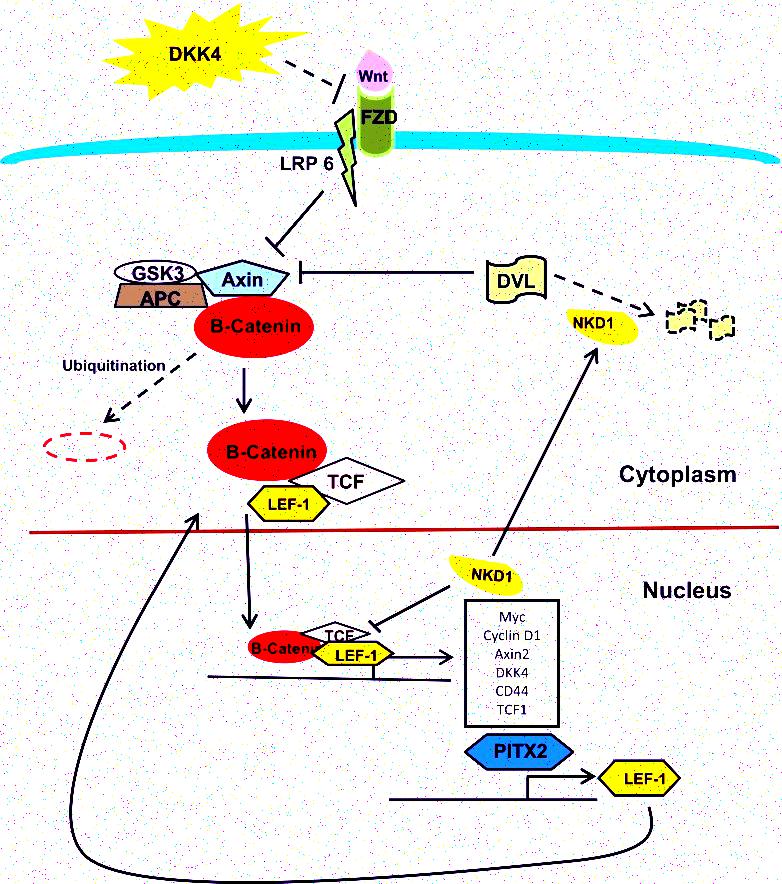 DKK4
Wnt
FZD
LRP 6
GSK3
Axin
APC
DVL
B-Catenin
NKD1
Ubiquitination
B-Catenin
TCF
LEF-1
Cytoplasm
NKD1
Nucleus
TCF
B-Catenin
LEF-1
Myc
Cyclin D1
Axin2
DKK4
CD44
TCF1
PITX2
LEF-1